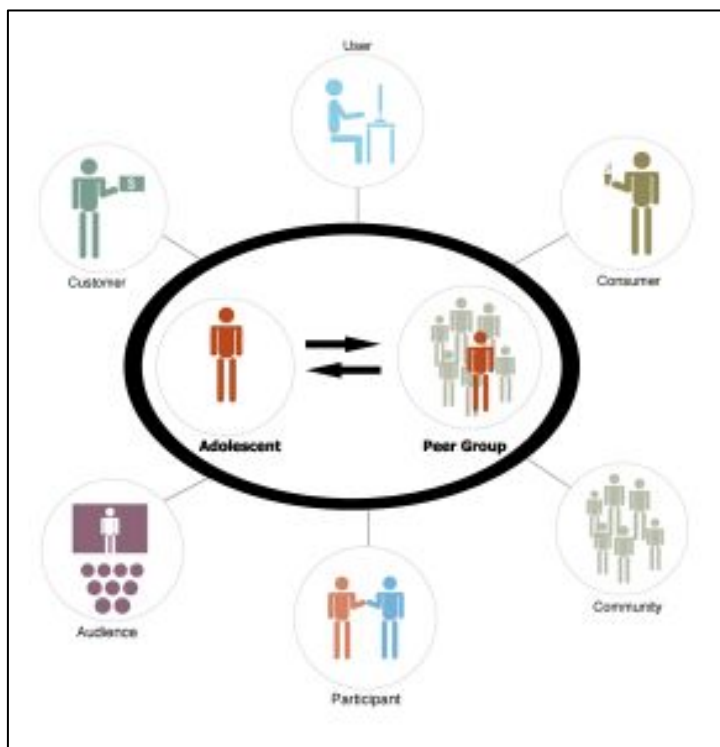 User
Customer
$
Consumer
Adolescent
Peer Group
Audience
Community
Participant